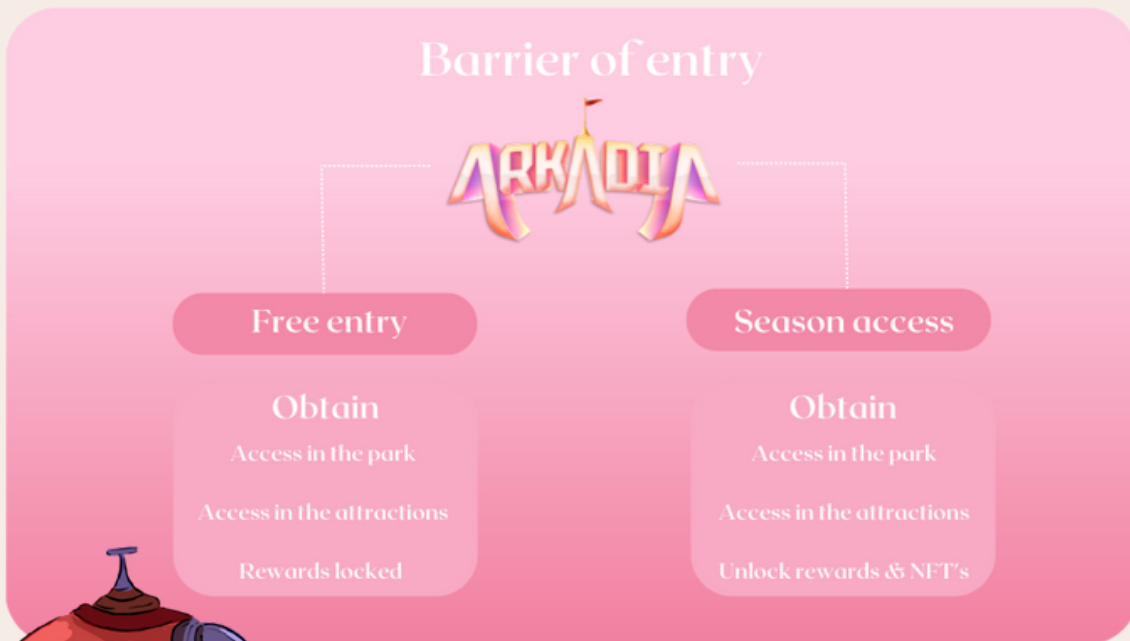 Barrier of entry
ARKADIA
Free entry
Obtain
Access in the park
Access in the attractions
Rewards locked
Season access
Obtain
Access in the park
Access in the attractions
Unlock rewards & NFT's